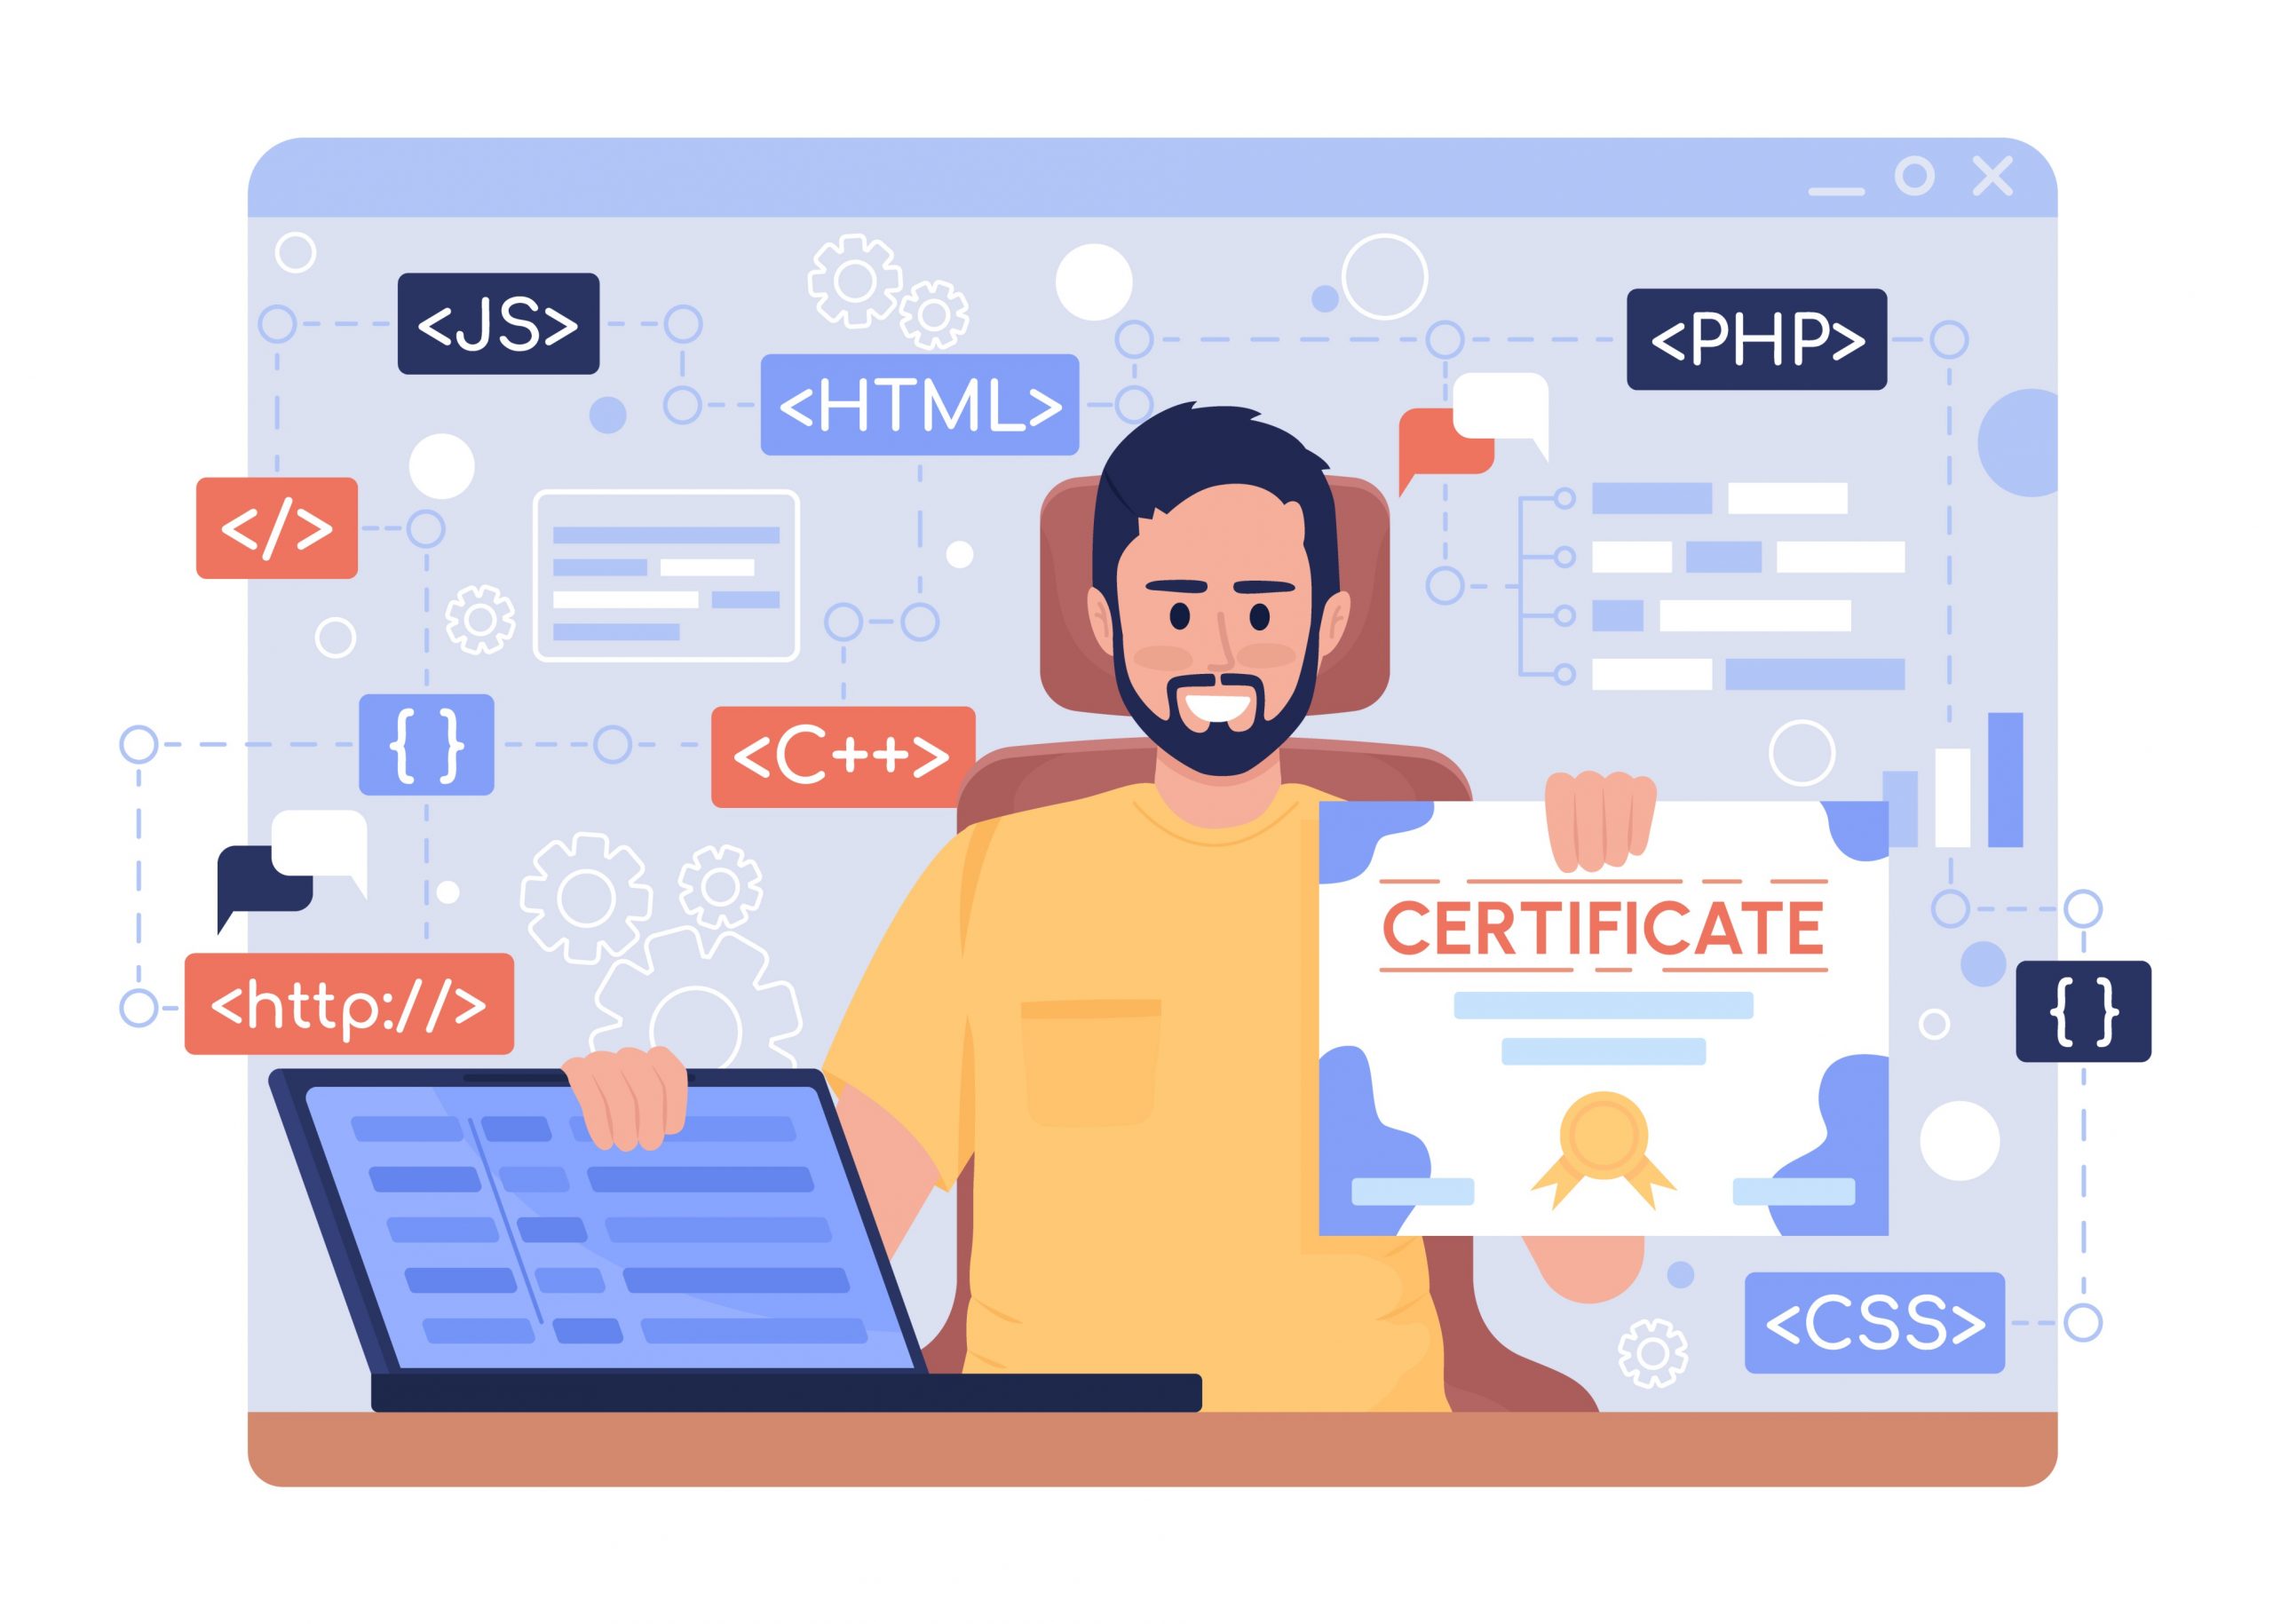 <JS>
<HTML>
<PHP>
</>
{ }
<C++>
CERTIFICATE
<http://>
{ }
<CSS>